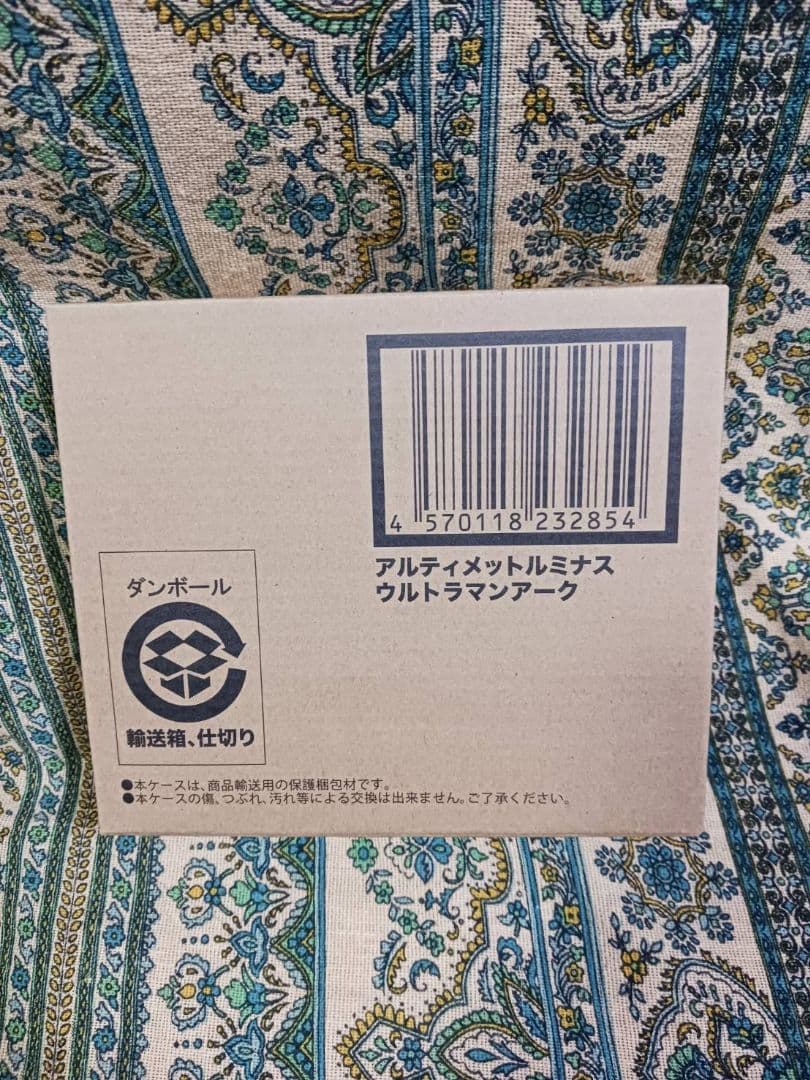 4 570118 232854
アルティメットルミナス
ウルトラマンアーク
ダンボール
輸送箱、仕切り
●本ケースは、商品輸送用の保護梱包材です。
●本ケースの傷、つぶれ、汚れ等による交換は出来ません。ご了承ください。